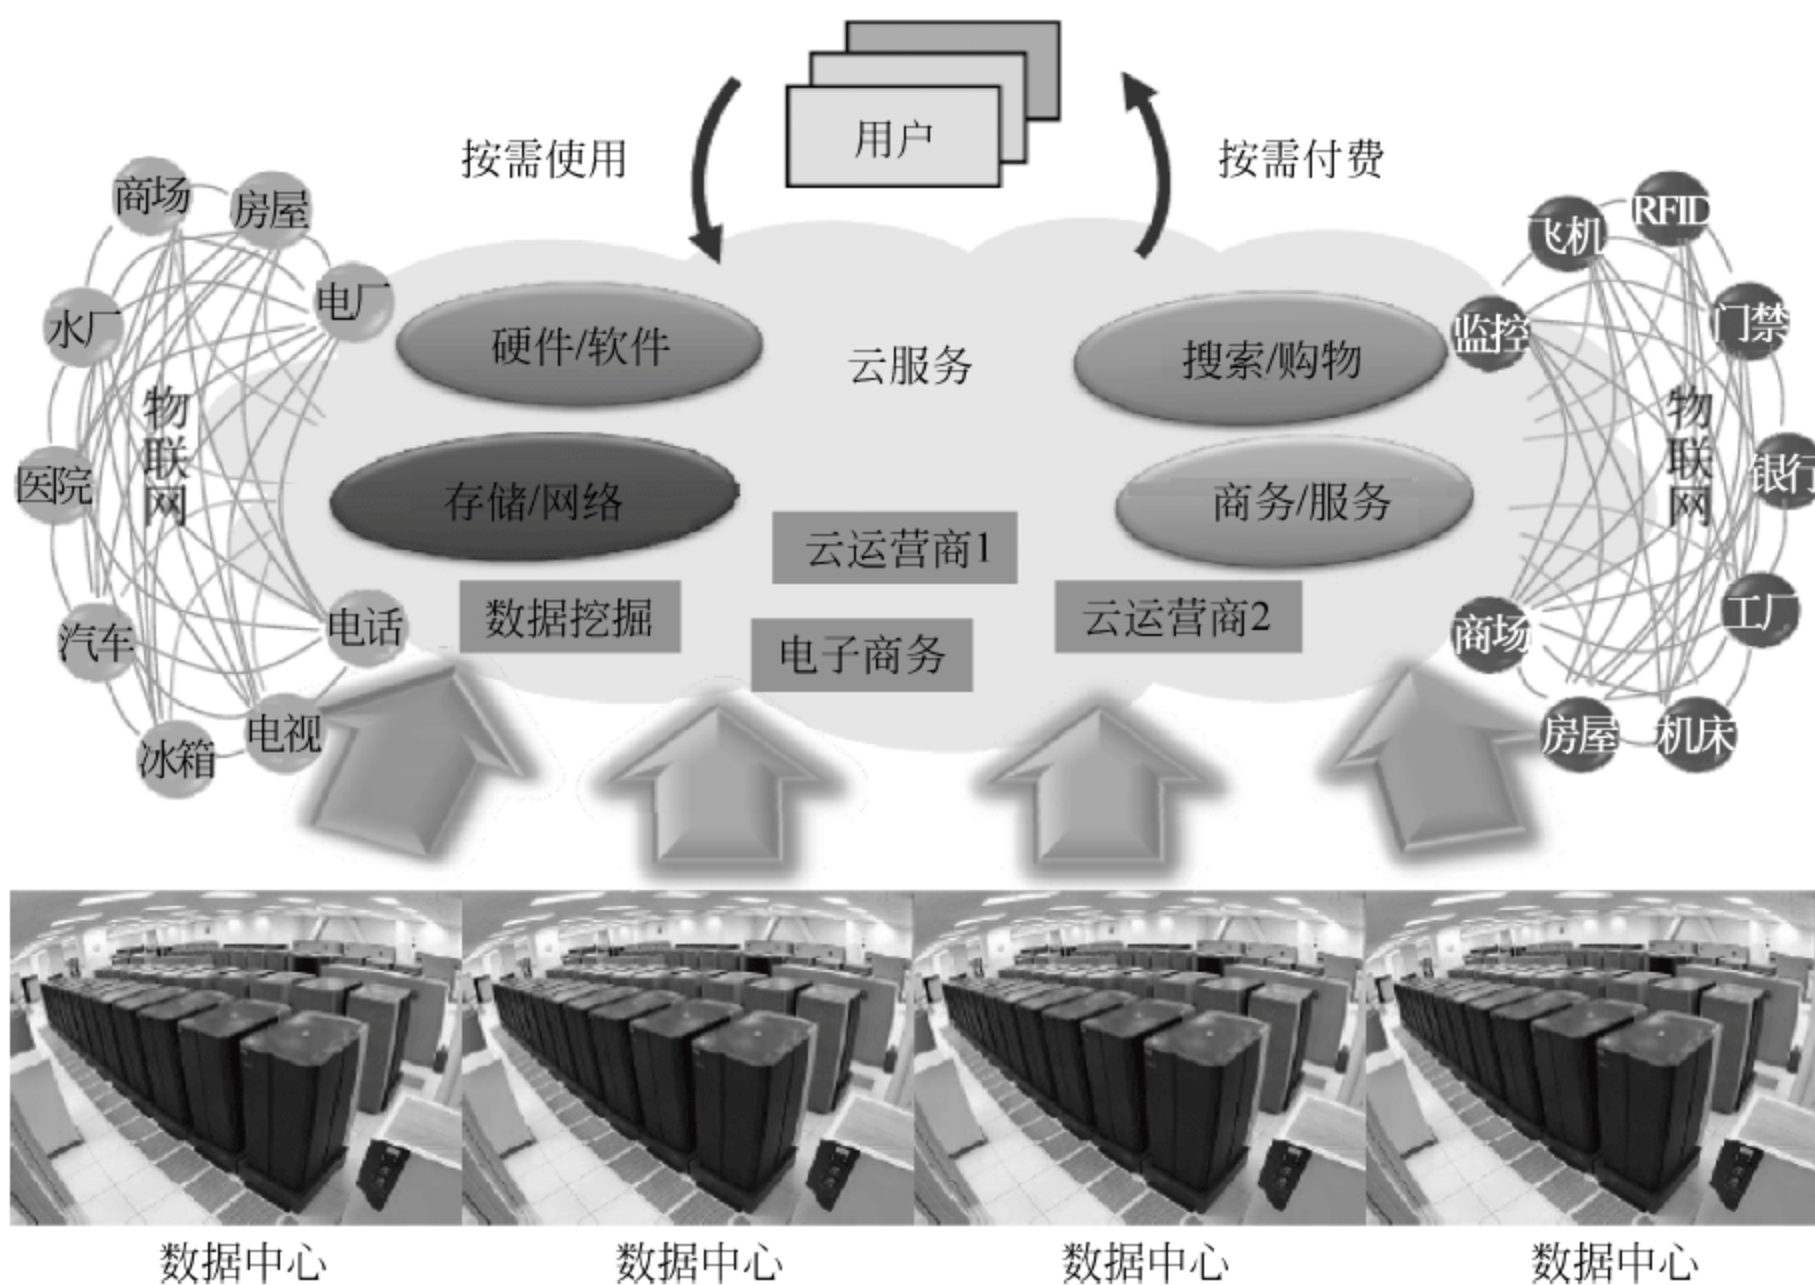 用户
按需使用
按需付费
商场
房屋
电厂
水厂
物联网
医院
汽车
电话
电视
冰箱
硬件/软件
云服务
搜索/购物
存储/网络
商务/服务
云运营商1
数据挖掘
云运营商2
电子商务
飞机
RFID
监控
门禁
物联网
银行
工厂
商场
房屋
机床
数据中心
数据中心
数据中心
数据中心